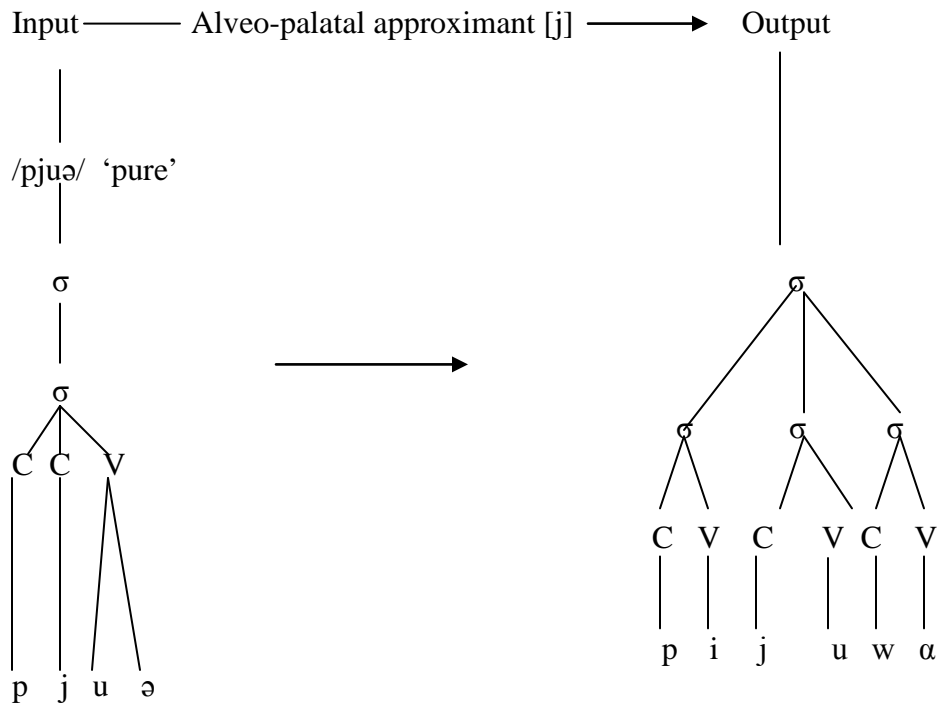 Input Alveo-palatal approximant [j] Output
/pjuə/ ‘pure’
σ σ
σ
σ σ σ
C C V
C V C V C V
p i j u w ɑ
p j u ə